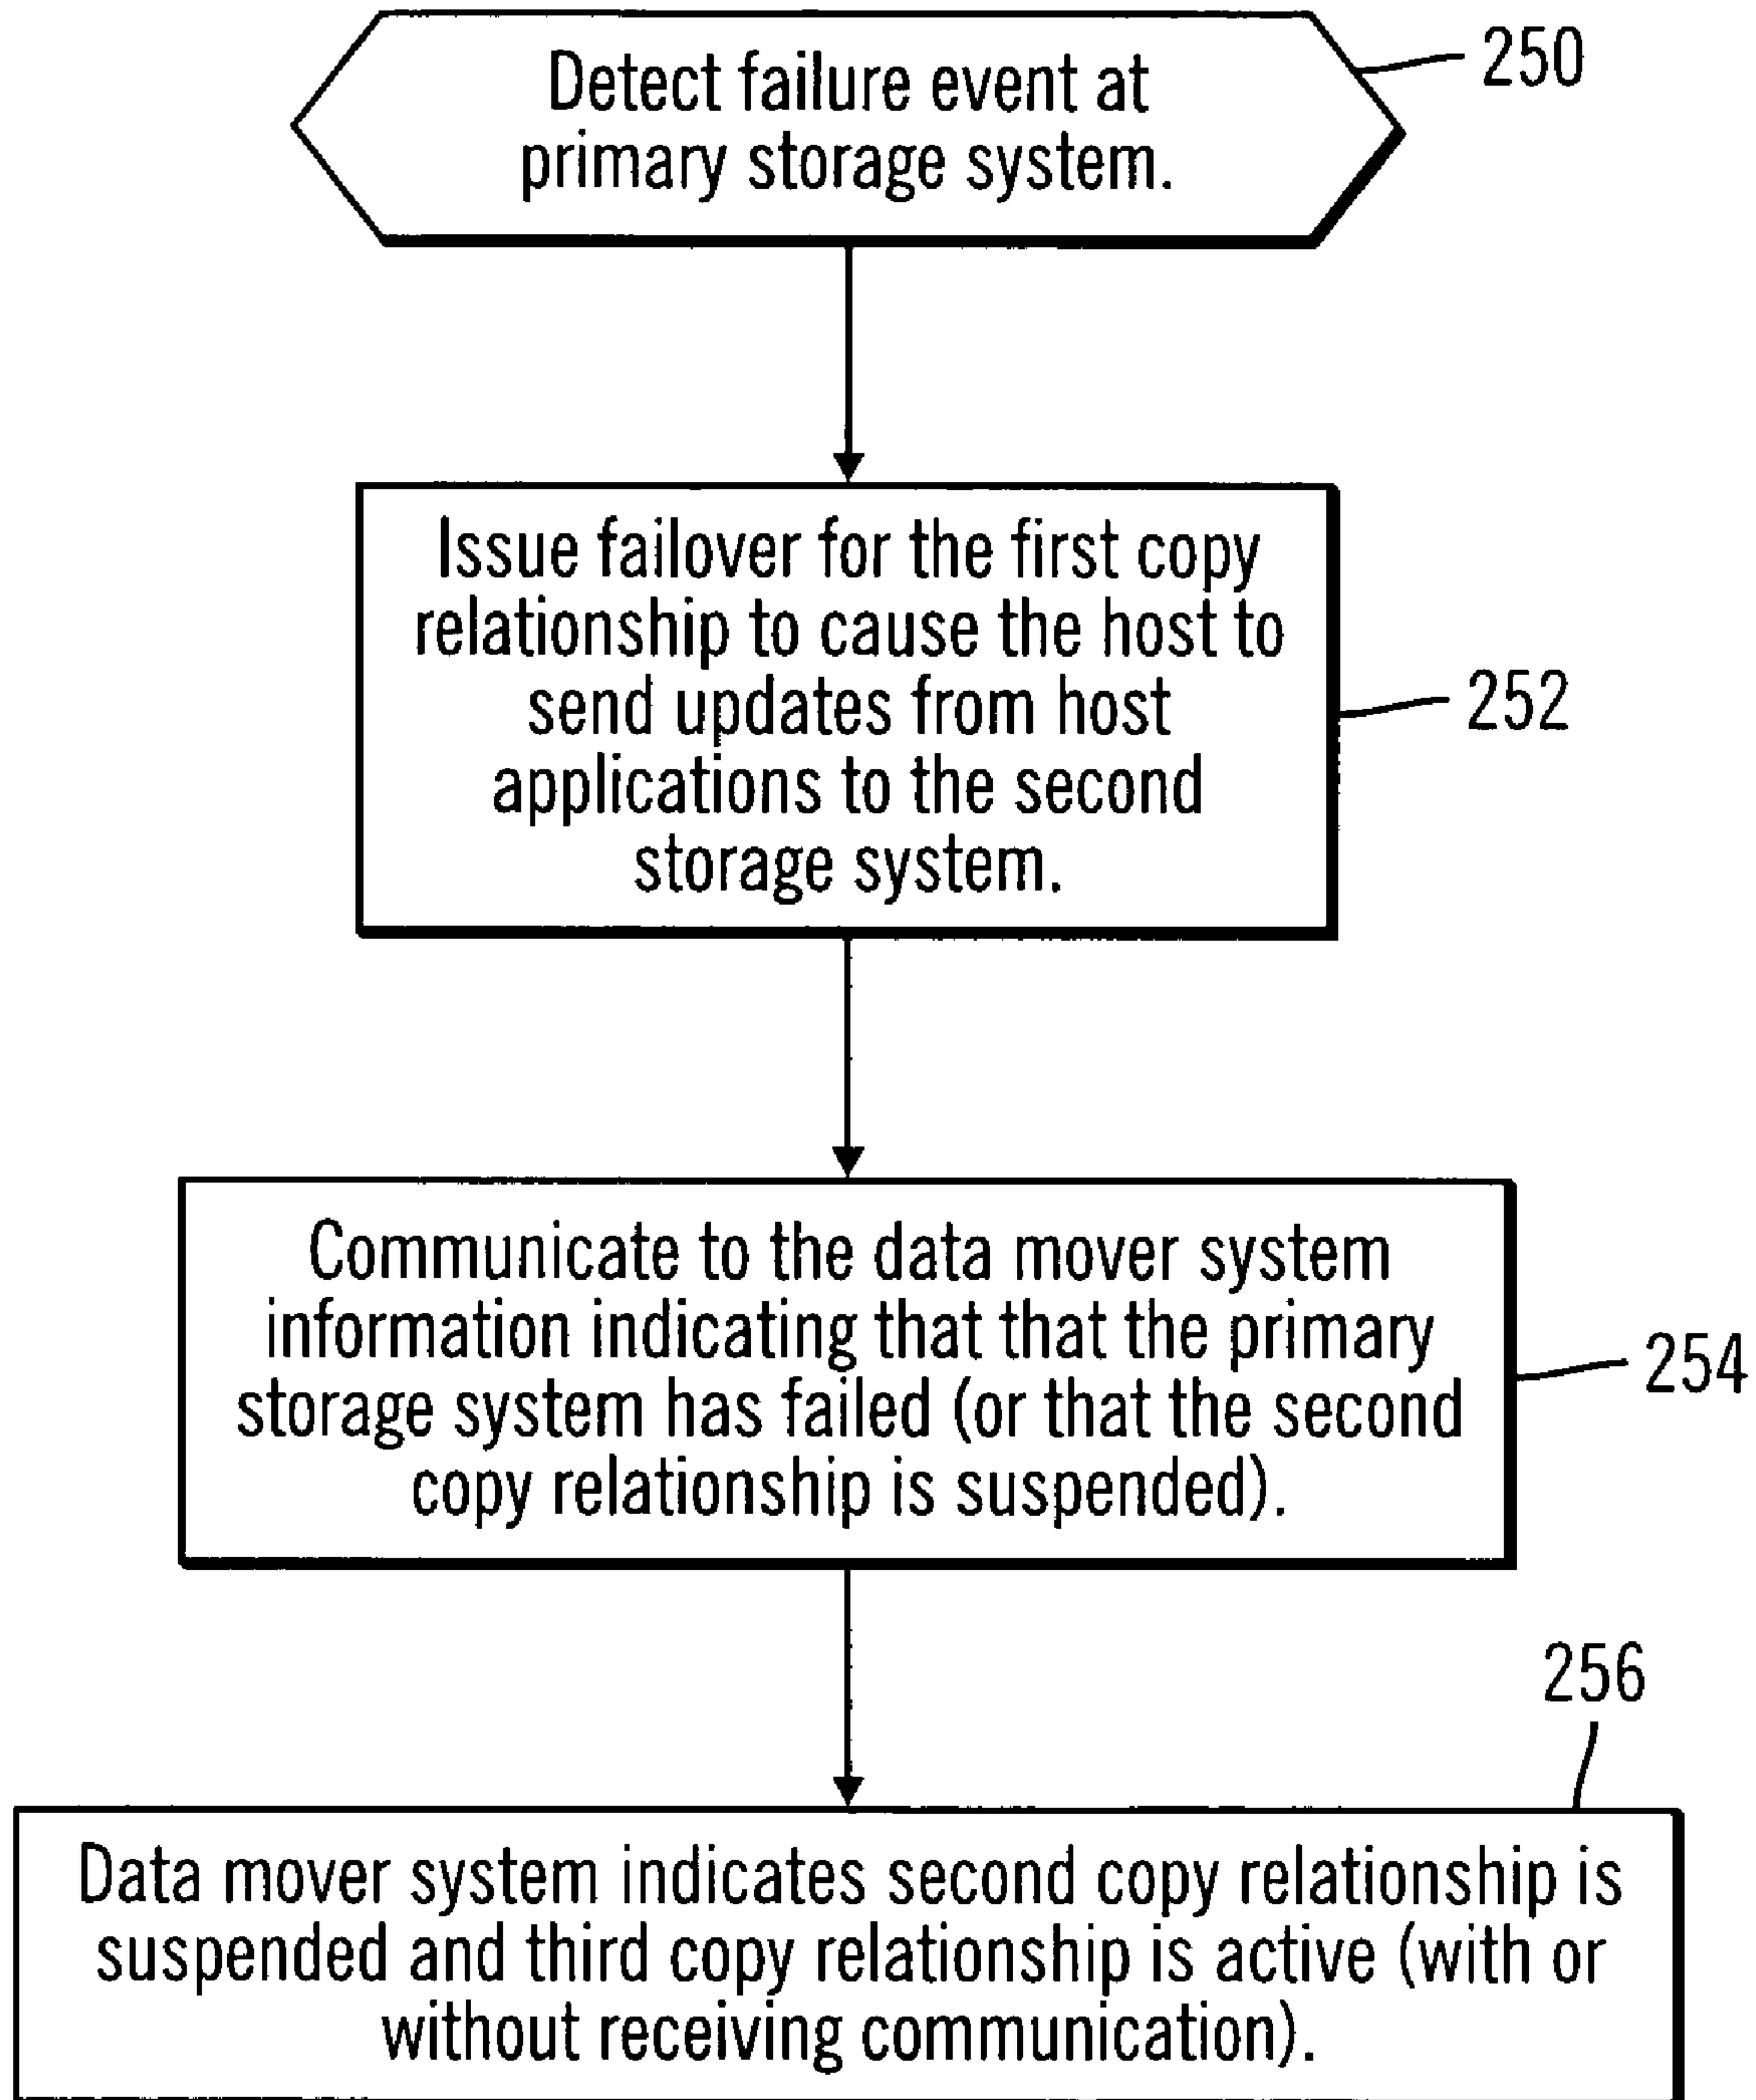 Detect failure event at
primary storage system.
250
Issue failover for the first copy
relationship to cause the host to
send updates from host
applications to the second
storage system.
252
Communicate to the data mover system
information indicating that that the primary
storage system has failed (or that the second
copy relationship is suspended).
254
256
Data mover system indicates second copy relationship is
suspended and third copy relationship is active (with or
without receiving communication).